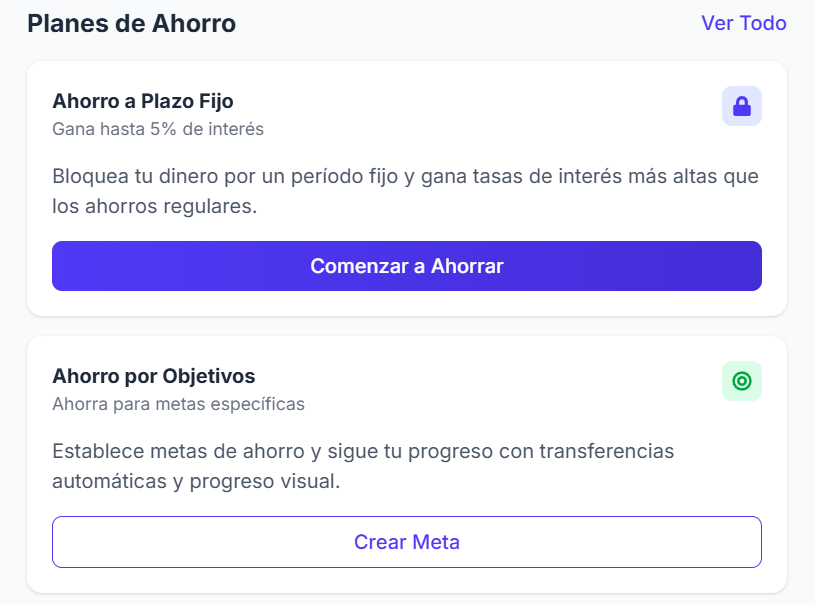 Planes de Ahorro
Ver Todo
Ahorro a Plazo Fijo
Gana hasta 5% de interés
Bloquea tu dinero por un período fijo y gana tasas de interés más altas que
los ahorros regulares.
Comenzar a Ahorrar
Ahorro por Objetivos
Ahorra para metas específicas
Establece metas de ahorro y sigue tu progreso con transferencias
automáticas y progreso visual.
Crear Meta